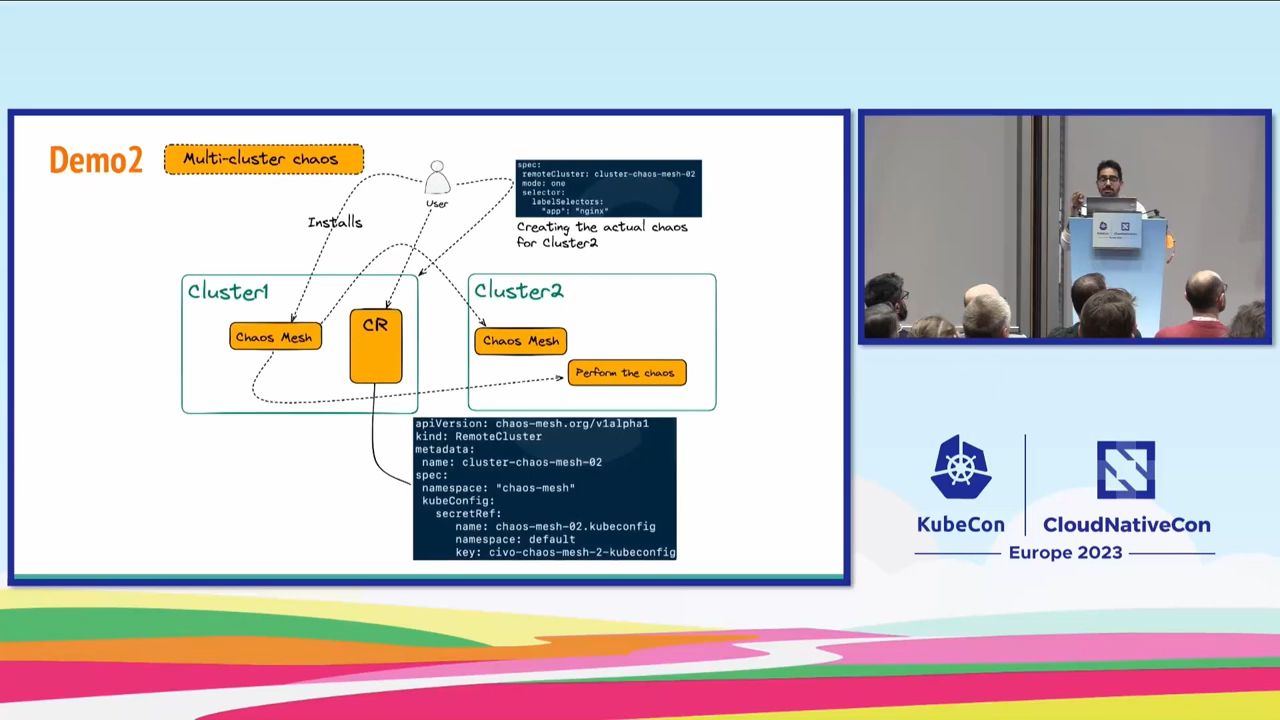 Demo2
Multi-cluster chaos
User
Installs
spec:
remoteCluster: cluster-chaos-mesh-02
mode: one
selector:
labelSelectors:
"app": "nginx"
Creating the actual chaos
for Cluster2
Cluster1
Chaos Mesh
CR
Cluster2
Chaos Mesh
Perform the chaos
apiVersion: chaos-mesh.org/v1alpha1
kind: RemoteCluster
metadata:
name: cluster-chaos-mesh-02
spec:
namespace: "chaos-mesh"
kubeConfig:
secretRef:
name: chaos-mesh-02.kubeconfig
namespace: default
key: civo-chaos-mesh-2-kubeconfig
KubeCon
CloudNativeCon
Europe 2023